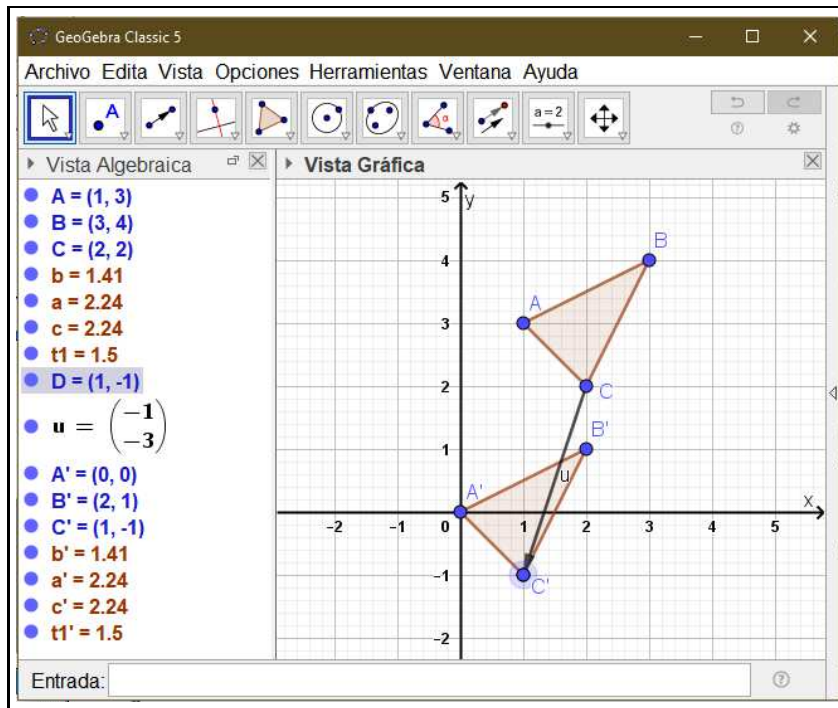 GeoGebra Classic 5
Archivo Edita Vista Opciones Herramientas Ventana Ayuda
A
α
a=2
Vista Algebraica
A = (1, 3)
B = (3, 4)
C = (2, 2)
b = 1.41
a = 2.24
c = 2.24
t1 = 1.5
D = (1, -1)
u = (−1
−3)
A' = (0, 0)
B' = (2, 1)
C' = (1, -1)
b' = 1.41
a' = 2.24
c' = 2.24
t1' = 1.5
Vista Gráfica
5
y
B
4
A
3
2
C
B'
1
u
A'
x
-2
-1
0
1
2
3
4
5
-1
C'
-2
Entrada: